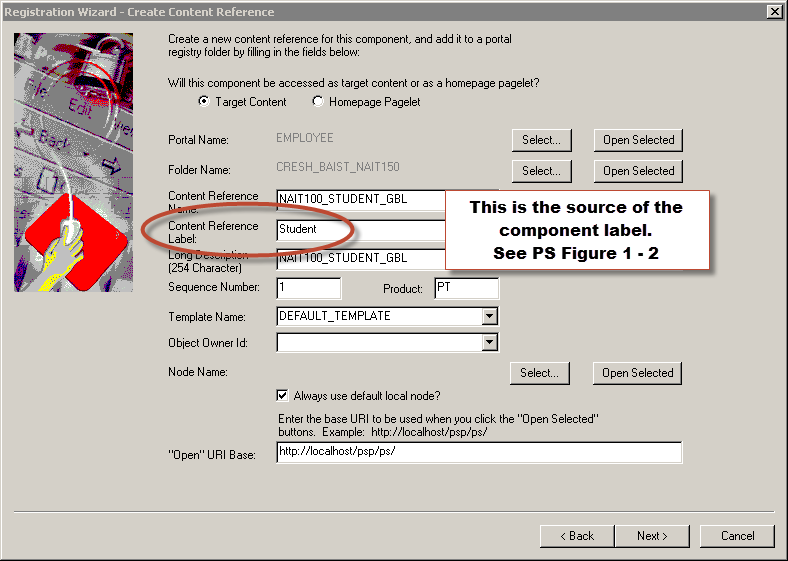 Registration Wizard - Create Content Reference
Create a new content reference for this component, and add it to a portal
registry folder by filling in the fields below:
Will this component be accessed as target content or as a homepage pagelet?
Target Content Homepage Pagelet
Portal Name: EMPLOYEE Select... Open Selected
Folder Name: CRESH_BAIST_NAIT150 Select... Open Selected
Content Reference
Name: NAIT100_STUDENT_GBL
Content Reference
Label: Student
This is the source of the
component label.
See PS Figure 1 - 2
Long Description
(254 Character) NAIT100_STUDENT_GBL
Sequence Number: 1 Product: PT
Template Name: DEFAULT_TEMPLATE
Object Owner Id:
Node Name: Select... Open Selected
Always use default local node?
Enter the base URI to be used when you click the "Open Selected"
buttons. Example: http://localhost/psp/ps/
"Open" URI Base: http://localhost/psp/ps/
< Back Next > Cancel
File
Edit
Back